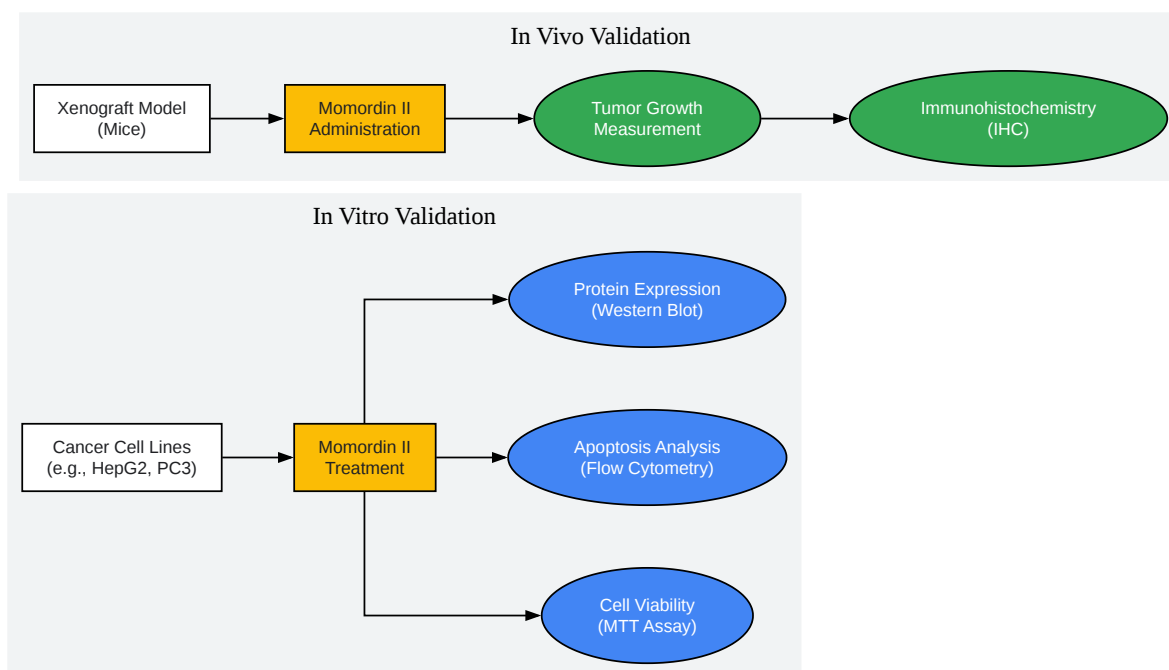 In Vivo Validation
Xenograft Model
(Mice)
Momordin II
Administration
Tumor Growth
Measurement
Immunohistochemistry
(IHC)
In Vitro Validation
Protein Expression
(Western Blot)
Cancer Cell Lines
(e.g., HepG2, PC3)
Momordin II
Treatment
Apoptosis Analysis
(Flow Cytometry)
Cell Viability
(MTT Assay)